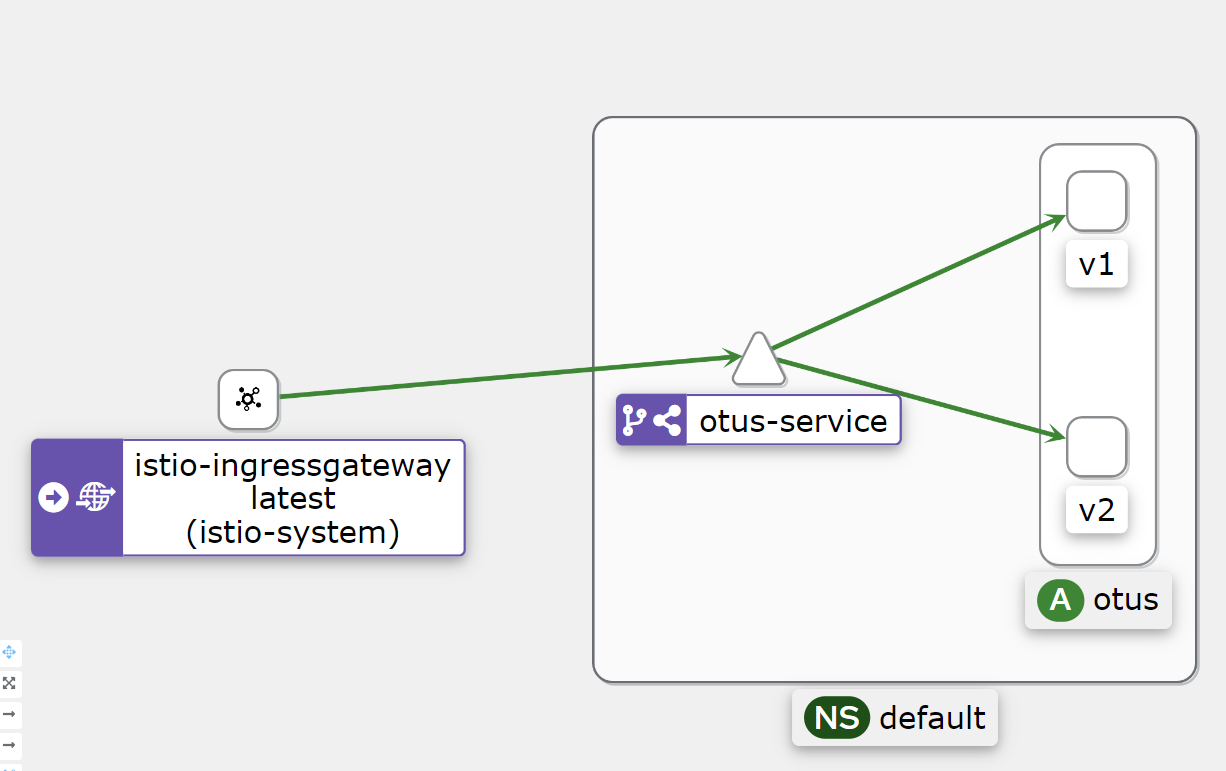 istio-ingressgateway
latest
(istio-system)
otus-service
v1
v2
A otus
NS default